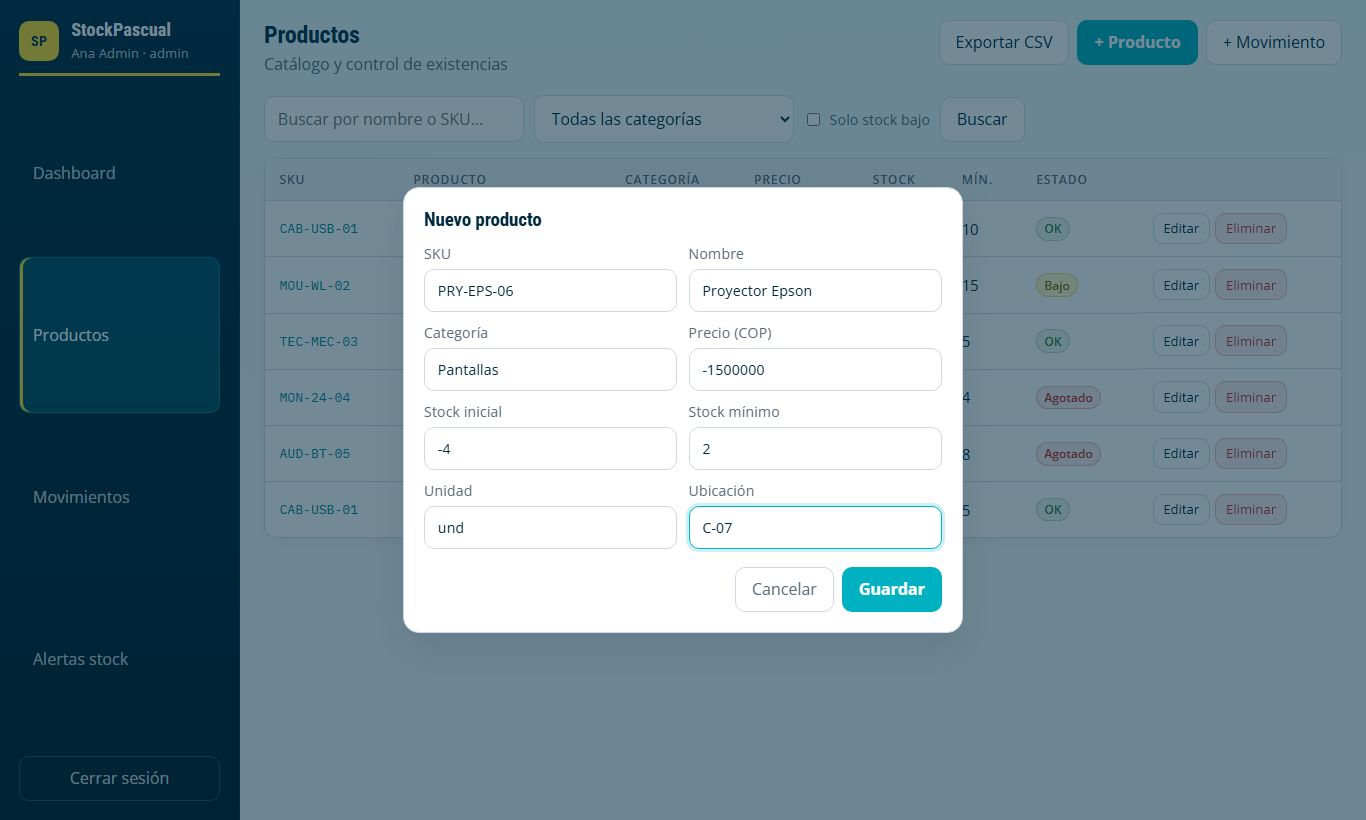 SP
StockPascual
Ana Admin · admin
Dashboard
Productos
Movimientos
Alertas stock
Cerrar sesión
Productos
Catálogo y control de existencias
Exportar CSV
+ Producto
+ Movimiento
Buscar por nombre o SKU...
Todas las categorías
Solo stock bajo
Buscar
SKU PRODUCTO CATEGORÍA PRECIO STOCK MÍN. ESTADO
CAB-USB-01 10 OK Editar Eliminar
MOU-WL-02 15 Bajo Editar Eliminar
TEC-MEC-03 5 OK Editar Eliminar
MON-24-04 4 Agotado Editar Eliminar
AUD-BT-05 8 Agotado Editar Eliminar
CAB-USB-01 5 OK Editar Eliminar
Nuevo producto
SKU Nombre
PRY-EPS-06 Proyector Epson
Categoría Precio (COP)
Pantallas -1500000
Stock inicial Stock mínimo
-4 2
Unidad Ubicación
und C-07
Cancelar Guardar